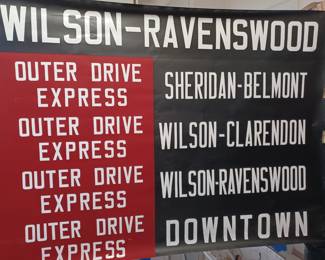 WILSON-RAVENSWOOD
OUTER DRIVE
EXPRESS
SHERIDAN-BELMONT
OUTER DRIVE
EXPRESS
WILSON-CLARENDON
OUTER DRIVE
EXPRESS
WILSON-RAVENSWOOD
OUTER DRIVE
EXPRESS
DOWNTOWN